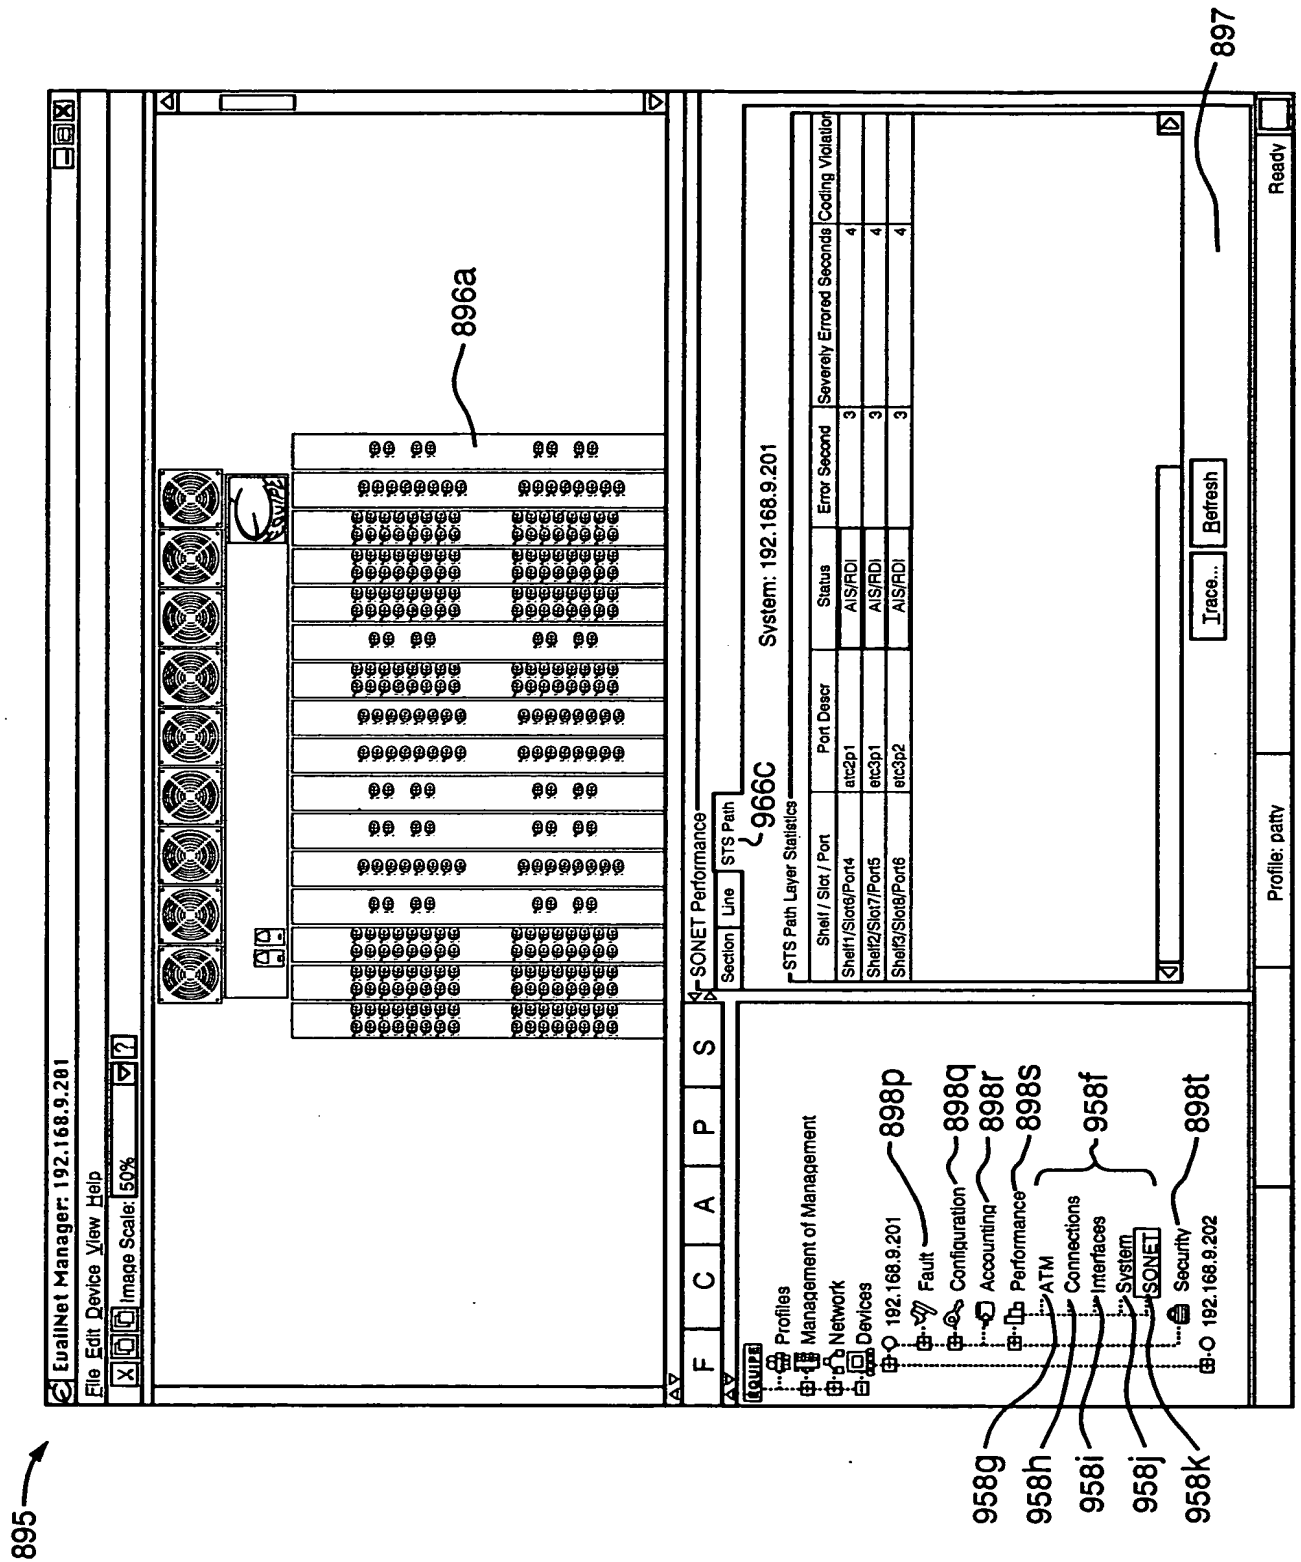 895
EvailNet Manager: 192.168.9.201
File Edit Device View Help
Image Scale: 50% ?
EQUIPE
896a
F C A P S
EQUIPE
Profiles
Management of Management
Network
Devices
192.168.9.201
Fault
898p
Configuration
898q
Accounting
898r
Performance
898s
ATM
Connections
Interfaces
System
SONET
958f
Security
898t
192.168.9.202
958g
958h
958i
958j
958k
SONET Performance
Section Line STS Path
966C
System: 192.168.9.201
STS Path Layer Statistics
Shelf / Slot / Port Port Descr Status Error Second Severely Errored Seconds Coding Violation
Shelf1/Slot6/Port4 atc2p1 AIS/RDI 3 4
Shelf2/Slot7/Port5 etc3p1 AIS/RDI 3 4
Shelf3/Slot8/Port6 etc3p2 AIS/RDI 3 4
Trace... Refresh
897
Profile: patty Ready